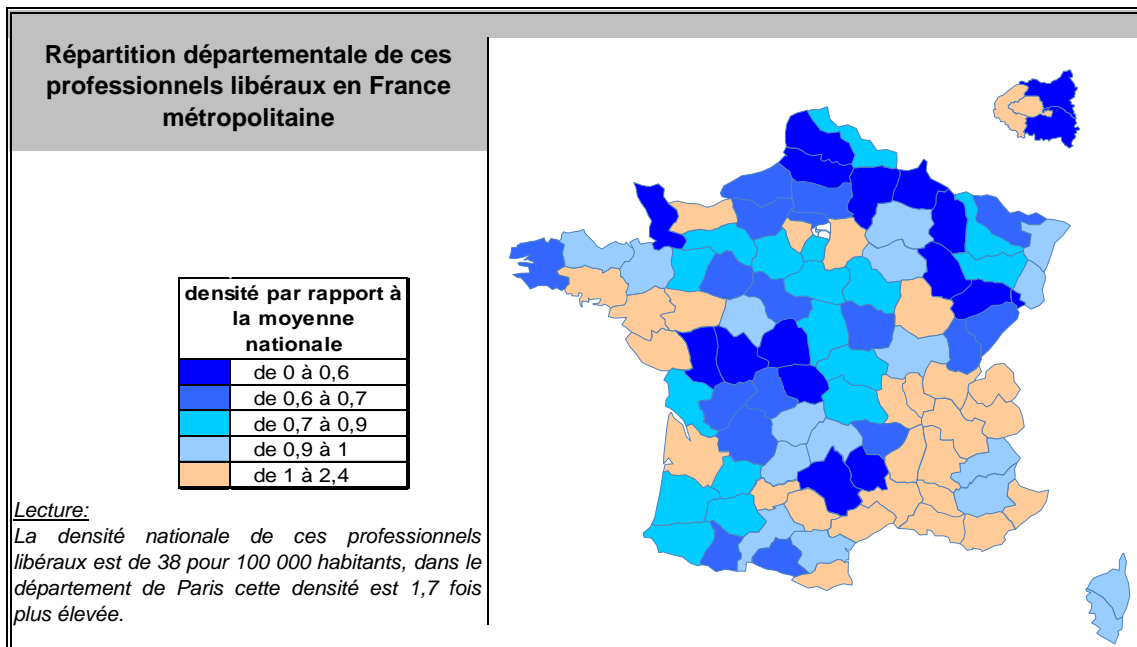 Répartition départementale de ces
professionnels libéraux en France
métropolitaine
densité par rapport à
la moyenne
nationale
de 0 à 0,6
de 0,6 à 0,7
de 0,7 à 0,9
de 0,9 à 1
de 1 à 2,4
Lecture:
La densité nationale de ces professionnels
libéraux est de 38 pour 100 000 habitants, dans le
département de Paris cette densité est 1,7 fois
plus élevée.